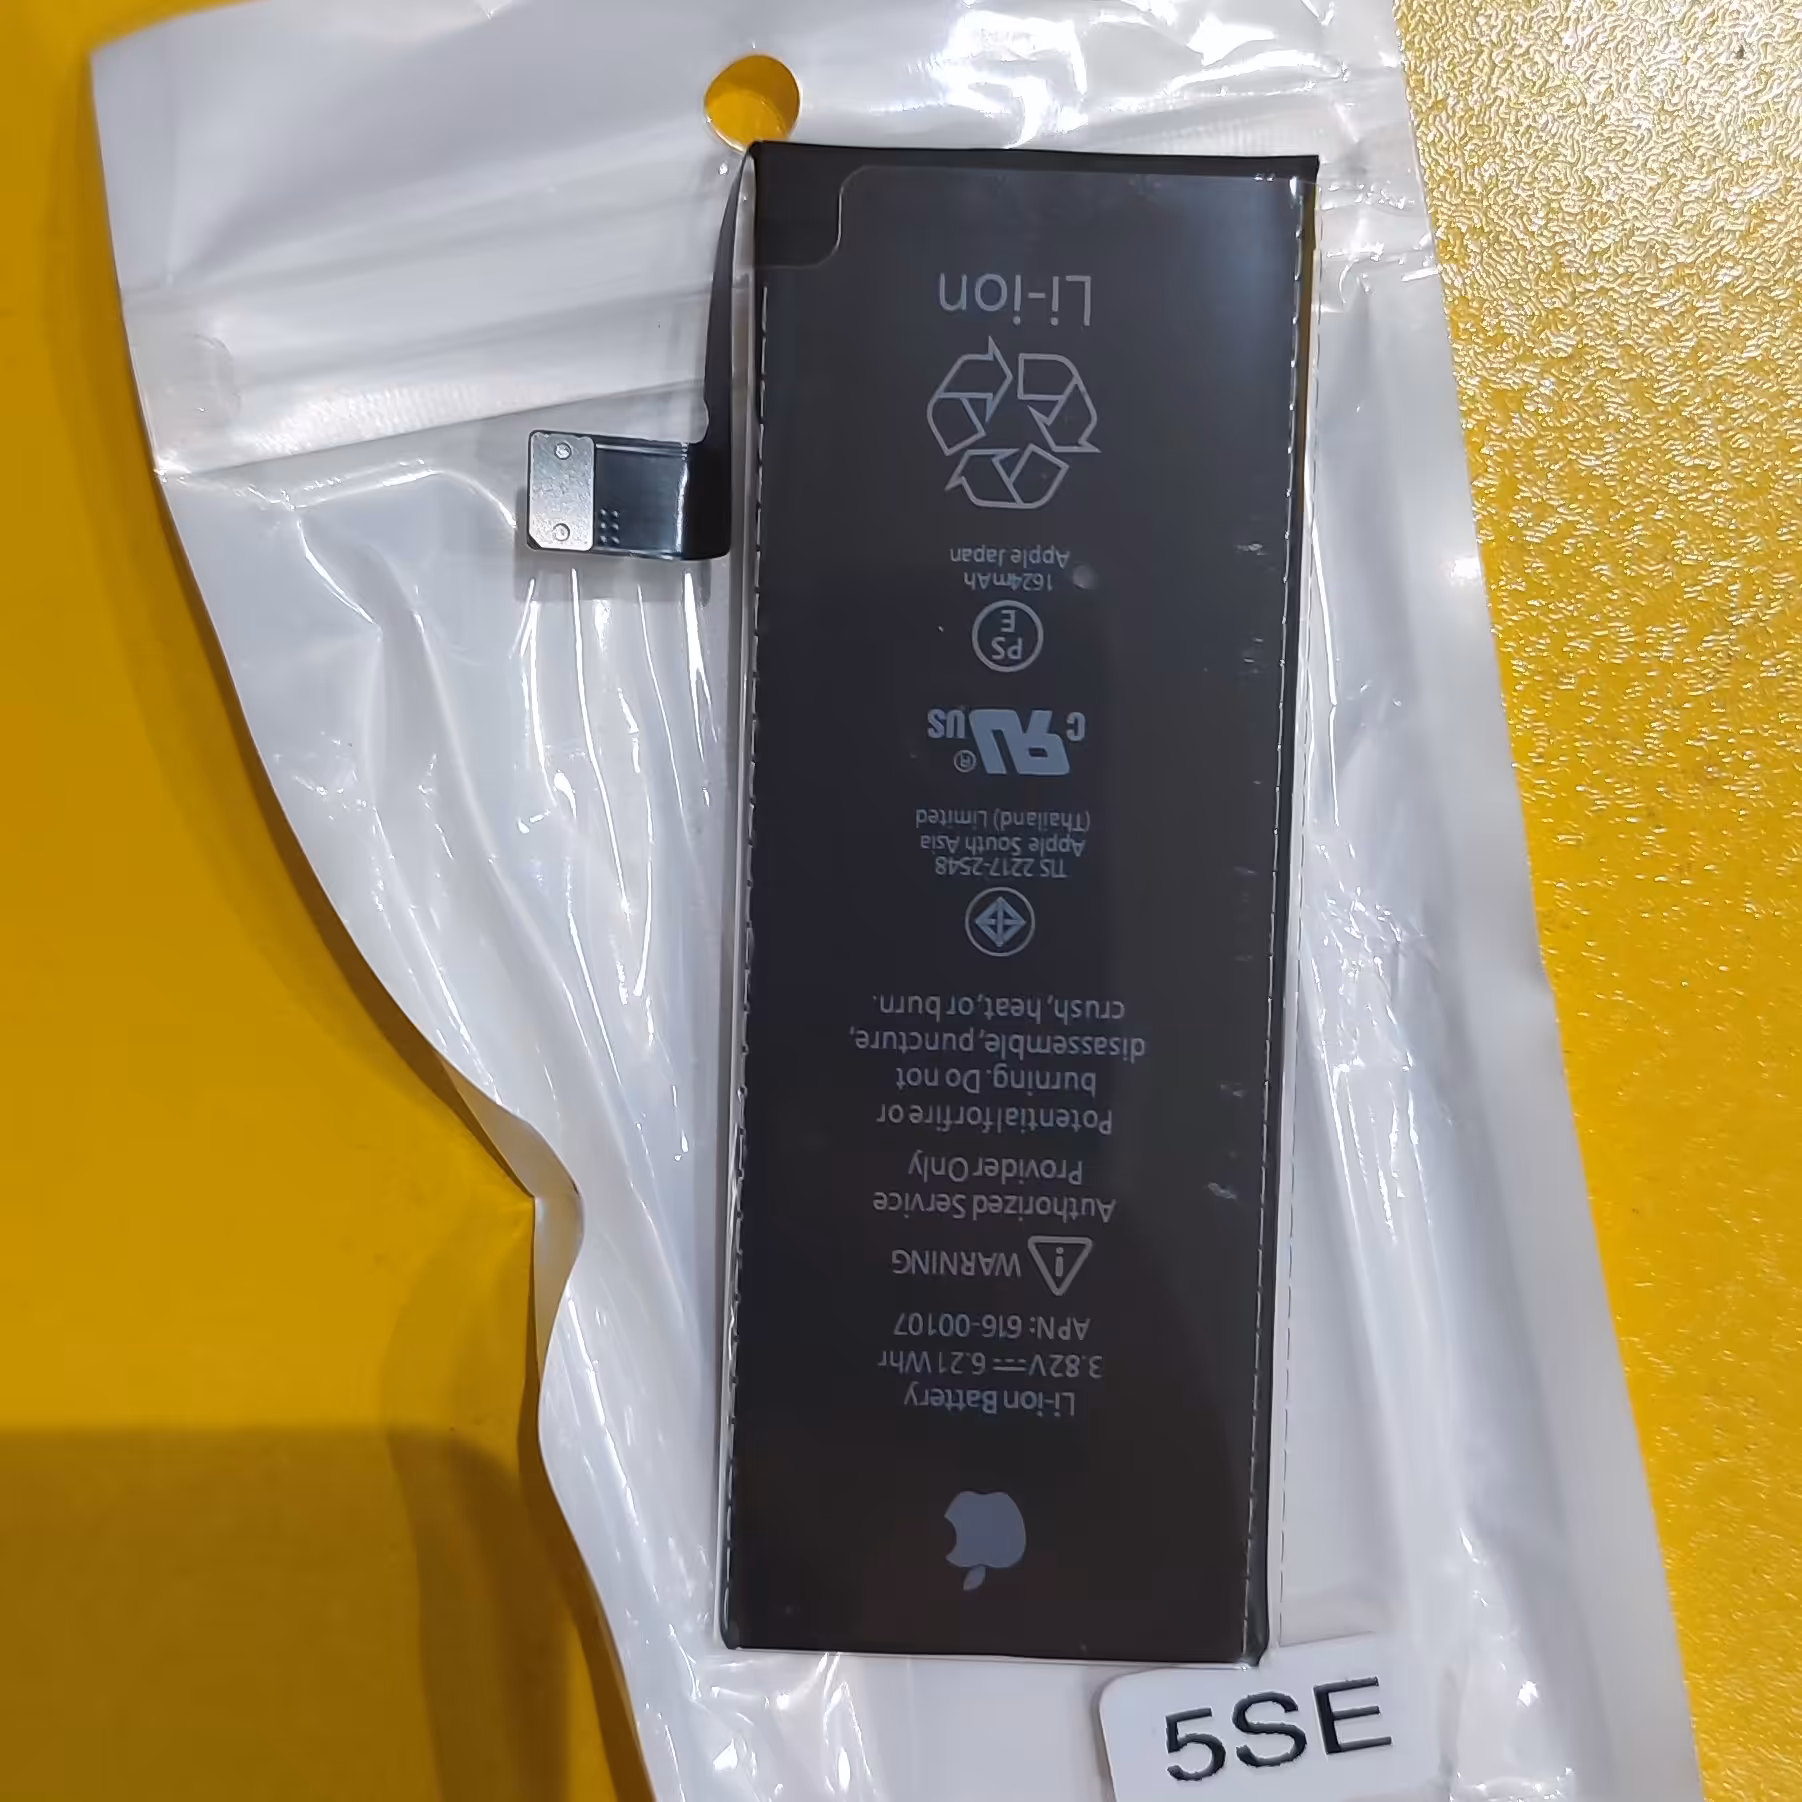 Li-ion Battery
3.82V 6.21Whr
APN: 616-00107
WARNING
Authorized Service
Provider Only
Potential for fire or
burning. Do not
disassemble, puncture,
crush, heat, or burn.
TIS 2217-2548
Apple South Asia
(Thailand) Limited
c RU ® US
PS
E
1624mAh
Apple Japan
Li-ion
5SE